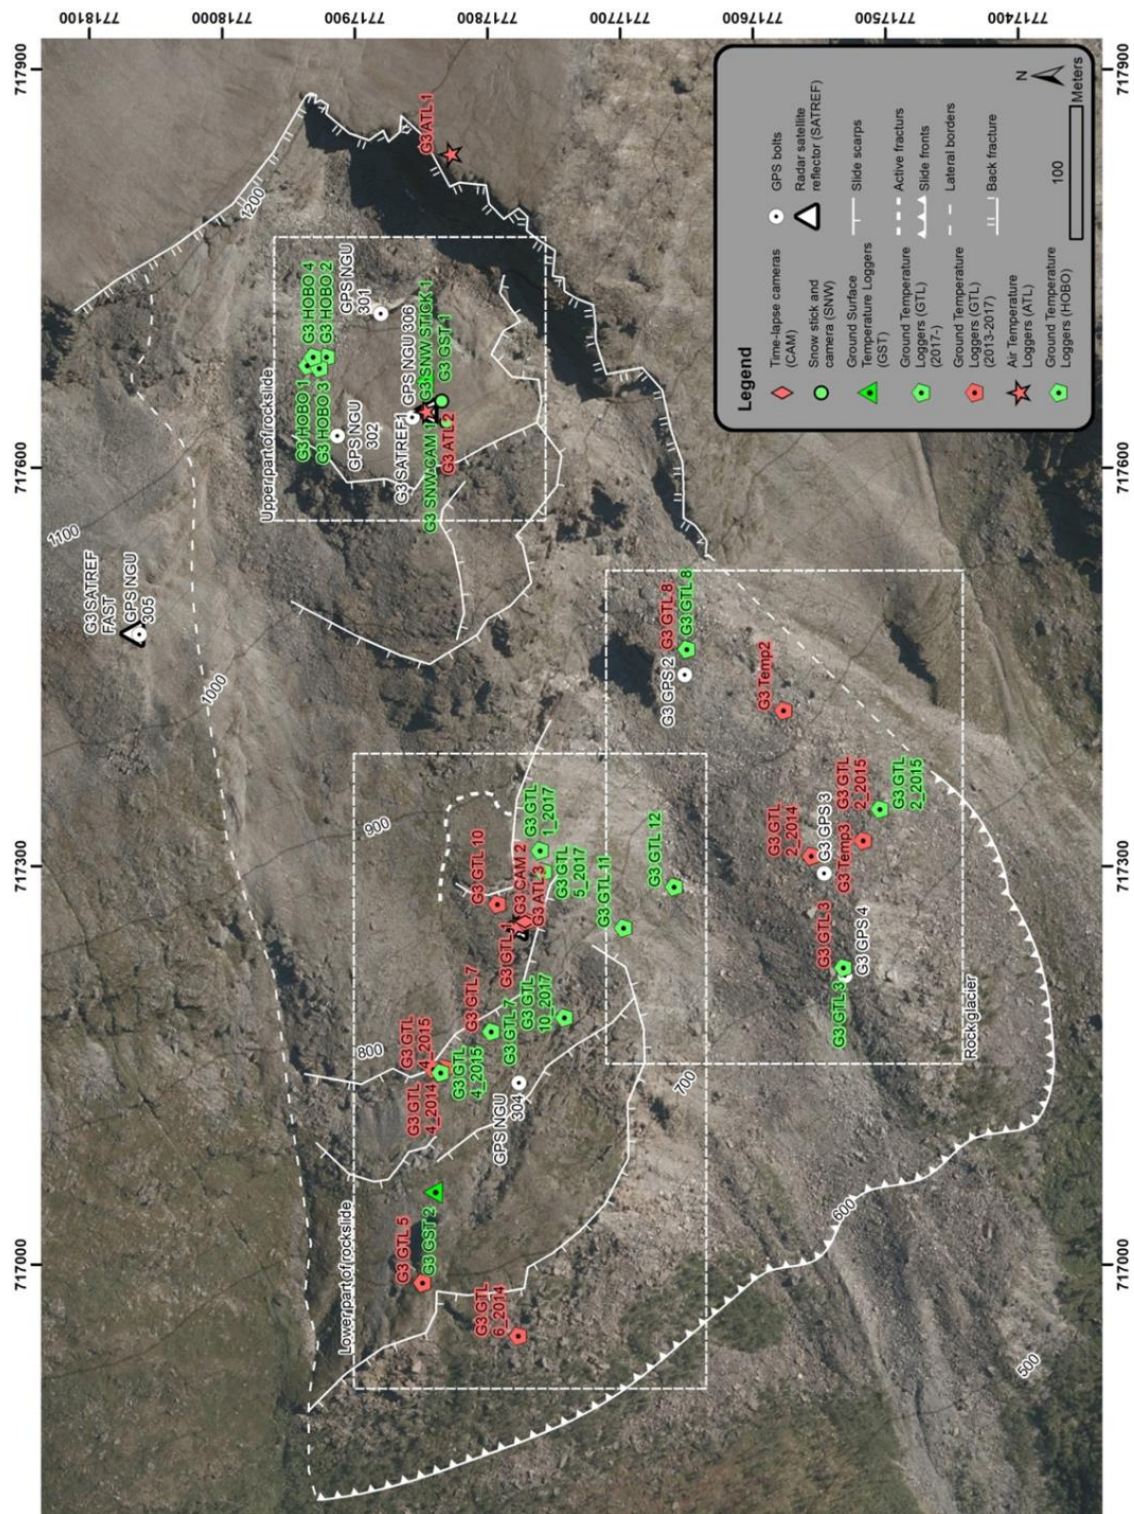 7718100
7718000
7717900
7717800
7717700
7717600
7717500
7717400
717900
717600
717300
717000
717900
717600
717300
717000
1200
1100
1000
900
800
700
600
500
G3 SATREF
FAST
GPS NGU
305
Upper part of rockslide
G3 HOBO 1
G3 HOBO 3
G3 HOBO 4
G3 HOBO 2
GPS NGU
301
GPS NGU
302
GPS NGU 306
G3 SATREF1
G3 SNW STICK 1
G3 SNW CAM 1
G3 GST 1
G3 ATL 2
G3 ATL 1
Lower part of rockslide
G3 GTL 10
G3 CAM 2
G3 ATL 3
G3 GTL 1
G3 GTL
1_2017
G3 GTL
5_2017
G3 GTL 7
G3 GTL 7
G3 GTL
10_2017
G3 GTL
4_2015
G3 GTL
4_2014
G3 GTL
4_2015
GPS NGU
304
G3 GTL 5
G3 GST 2
G3 GTL
6_2014
Rock glacier
G3 GTL 8
G3 GTL 8
G3 GPS 2
G3 Temp2
G3 GTL 12
G3 GTL 11
G3 GTL
2_2014
G3 GPS 3
G3 Temp3
G3 GTL
2_2015
G3 GTL
2_2015
G3 GTL3
G3 GTL 3
G3 GPS 4
Legend
Time-lapse cameras
(CAM)
Snow stick and
camera (SNW)
Ground Surface
Temperature Loggers
(GST)
Ground Temperature
Loggers (GTL)
(2017-)
Ground Temperature
Loggers (GTL)
(2013-2017)
Air Temperature
Loggers (ATL)
Ground Temperature
Loggers (HOBO)
GPS bolts
Radar satellite
reflector (SATREF)
Slide scarps
Active fracturs
Slide fronts
Lateral borders
Back fracture
N
100
Meters